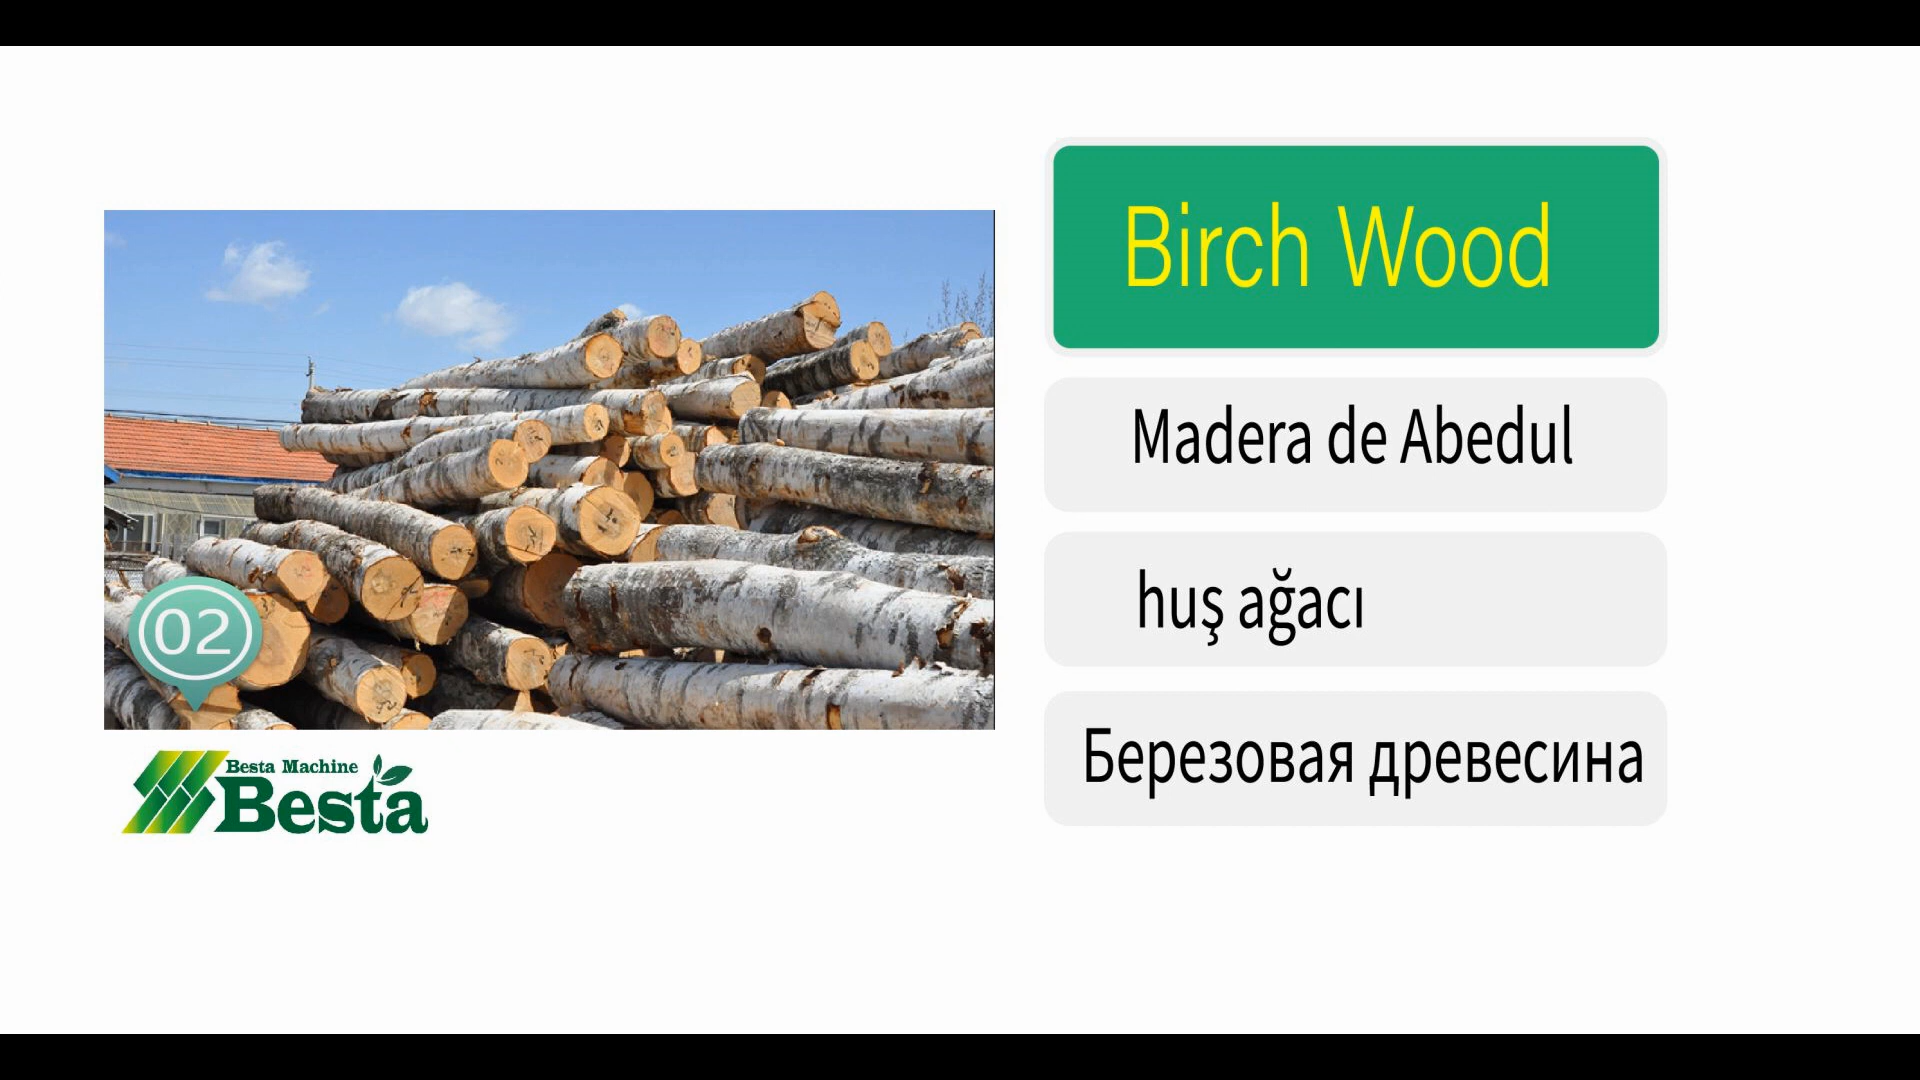 Birch Wood
Madera de Abedul
huş ağacı
Березовая древесина
02
Besta Machine
Besta